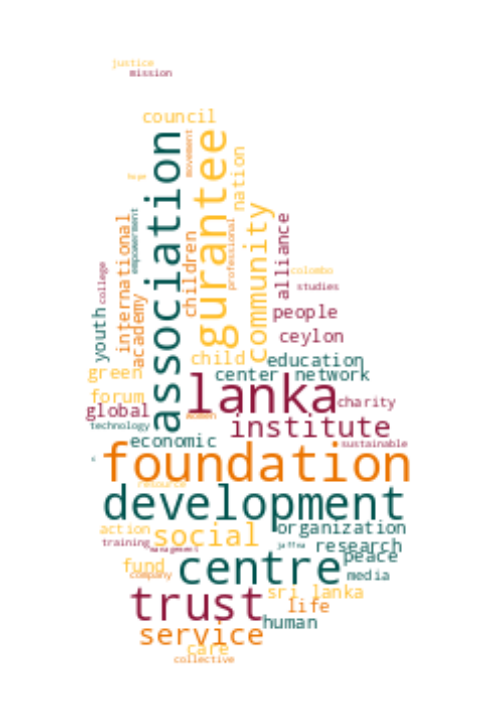 justice
mission
council
association
gurantee
movement
nation
hope
community
international
empowerment
children
professional
alliance
college
colombo
studies
youth
academy
people
ceylon
child
education
green
center
network
lanka
forum
charity
global
women
institute
technology
economic
sustainable
foundation
resource
development
action
social
organization
training
management
jaffna
research
peace
fund
centre
company
media
sri lanka
trust
life
human
service
care
collective